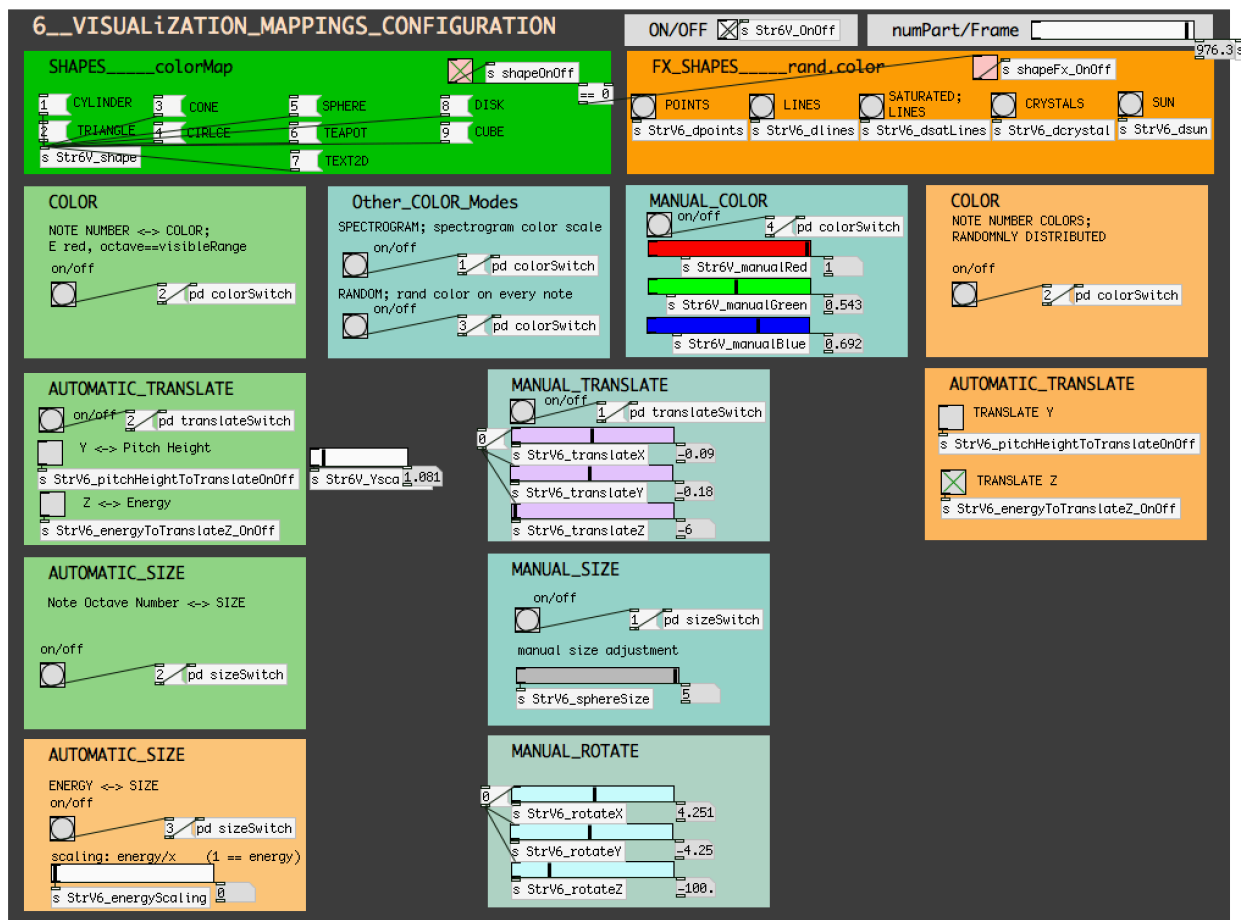 6__VISUALiZATION_MAPPINGS_CONFIGURATION
ON/OFF
s Str6V_OnOff
numPart/Frame
976.3
s
SHAPES_____colorMap
s shapeOnOff
== 0
1
CYLINDER
3
CONE
5
SPHERE
8
DISK
2
TRIANGLE
4
CIRLCE
6
TEAPOT
9
CUBE
s Str6V_shape
7
TEXT2D
FX_SHAPES_____rand.color
s shapeFx_OnOff
POINTS
LINES
SATURATED;
LINES
CRYSTALS
SUN
s StrV6_dpoints
s StrV6_dlines
s StrV6_dsatLines
s StrV6_dcrystal
s StrV6_dsun
COLOR
NOTE NUMBER <-> COLOR;
E red, octave==visibleRange
on/off
2
pd colorSwitch
Other_COLOR_Modes
SPECTROGRAM; spectrogram color scale
on/off
1
pd colorSwitch
RANDOM; rand color on every note
on/off
3
pd colorSwitch
MANUAL_COLOR
on/off
4
pd colorSwitch
s Str6V_manualRed
1
s Str6V_manualGreen
0.543
s Str6V_manualBlue
0.692
COLOR
NOTE NUMBER COLORS;
RANDOMNLY DISTRIBUTED
on/off
2
pd colorSwitch
AUTOMATIC_TRANSLATE
on/off
2
pd translateSwitch
Y <-> Pitch Height
s StrV6_pitchHeightToTranslateOnOff
Z <-> Energy
s StrV6_energyToTranslateZ_OnOff
s Str6V_Ysca
1.081
MANUAL_TRANSLATE
on/off
1
pd translateSwitch
0
s StrV6_translateX
-0.09
s StrV6_translateY
-0.18
s StrV6_translateZ
-6
AUTOMATIC_TRANSLATE
TRANSLATE Y
s StrV6_pitchHeightToTranslateOnOff
TRANSLATE Z
s StrV6_energyToTranslateZ_OnOff
AUTOMATIC_SIZE
Note Octave Number <-> SIZE
on/off
2
pd sizeSwitch
MANUAL_SIZE
on/off
1
pd sizeSwitch
manual size adjustment
s StrV6_sphereSize
5
AUTOMATIC_SIZE
ENERGY <-> SIZE
on/off
3
pd sizeSwitch
scaling: energy/x (1 == energy)
s StrV6_energyScaling
0
MANUAL_ROTATE
0
s StrV6_rotateX
4.251
s StrV6_rotateY
-4.25
s StrV6_rotateZ
-100.